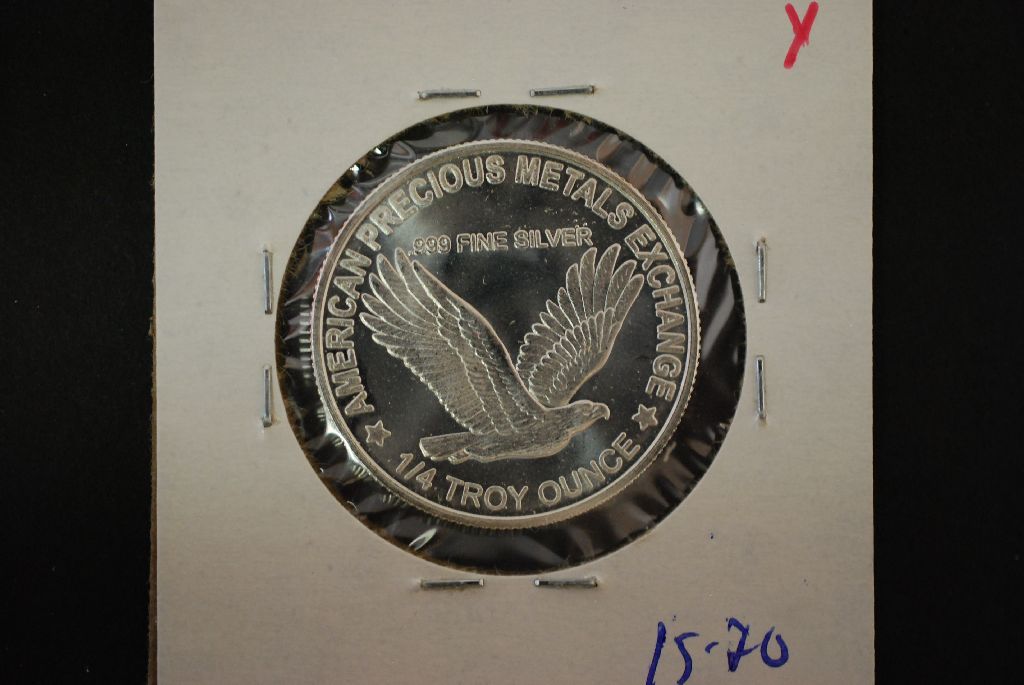 Y
AMERICAN PRECIOUS METALS EXCHANGE
.999 FINE SILVER
1/4 TROY OUNCE
15-70